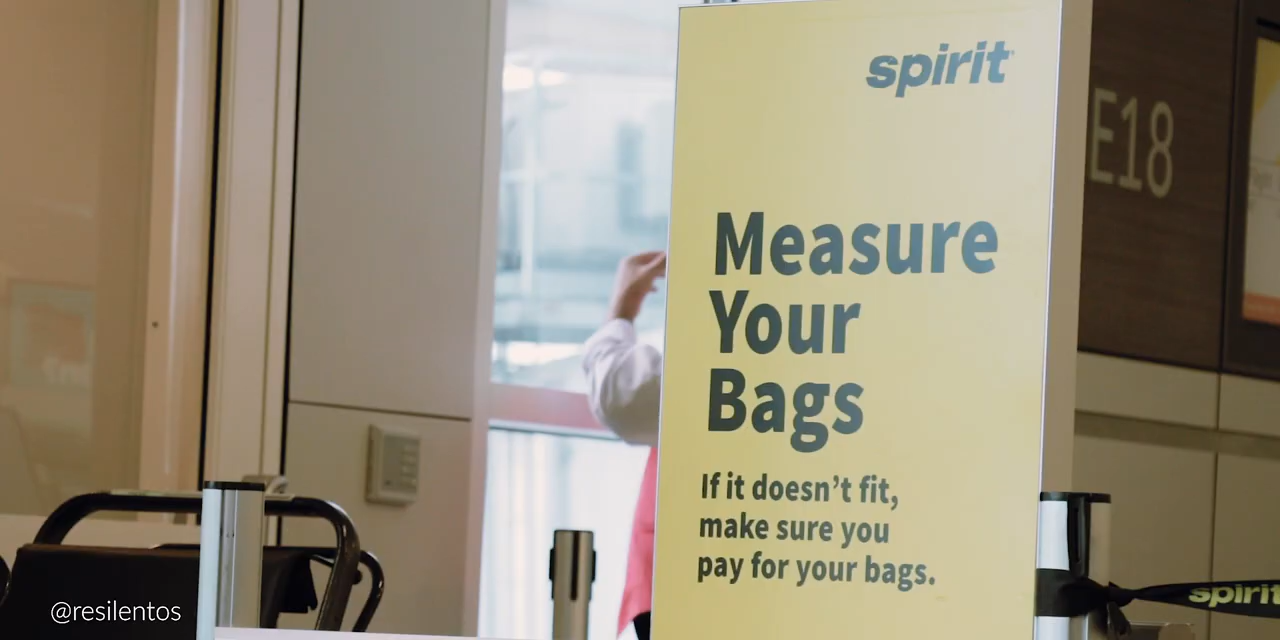 spirit
E18
Measure
Your
Bags
If it doesn't fit,
make sure you
pay for your bags.
spirit
@resilentos